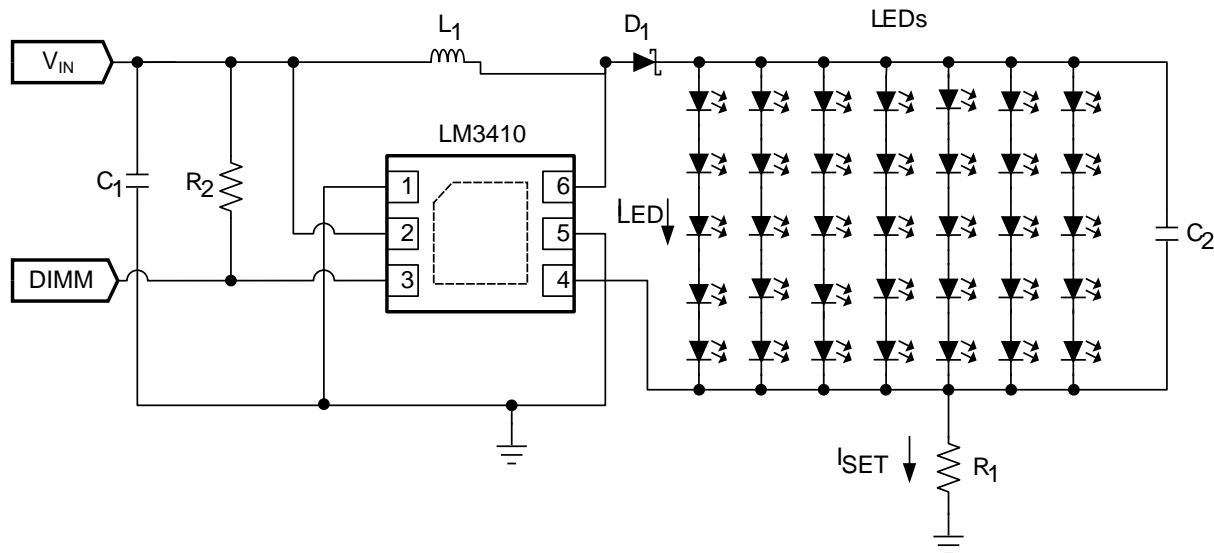 L1
D1
LEDs
VIN
LM3410
C1
R2
1
6
2
5
ILED
C2
DIMM
3
4
ISET
R1